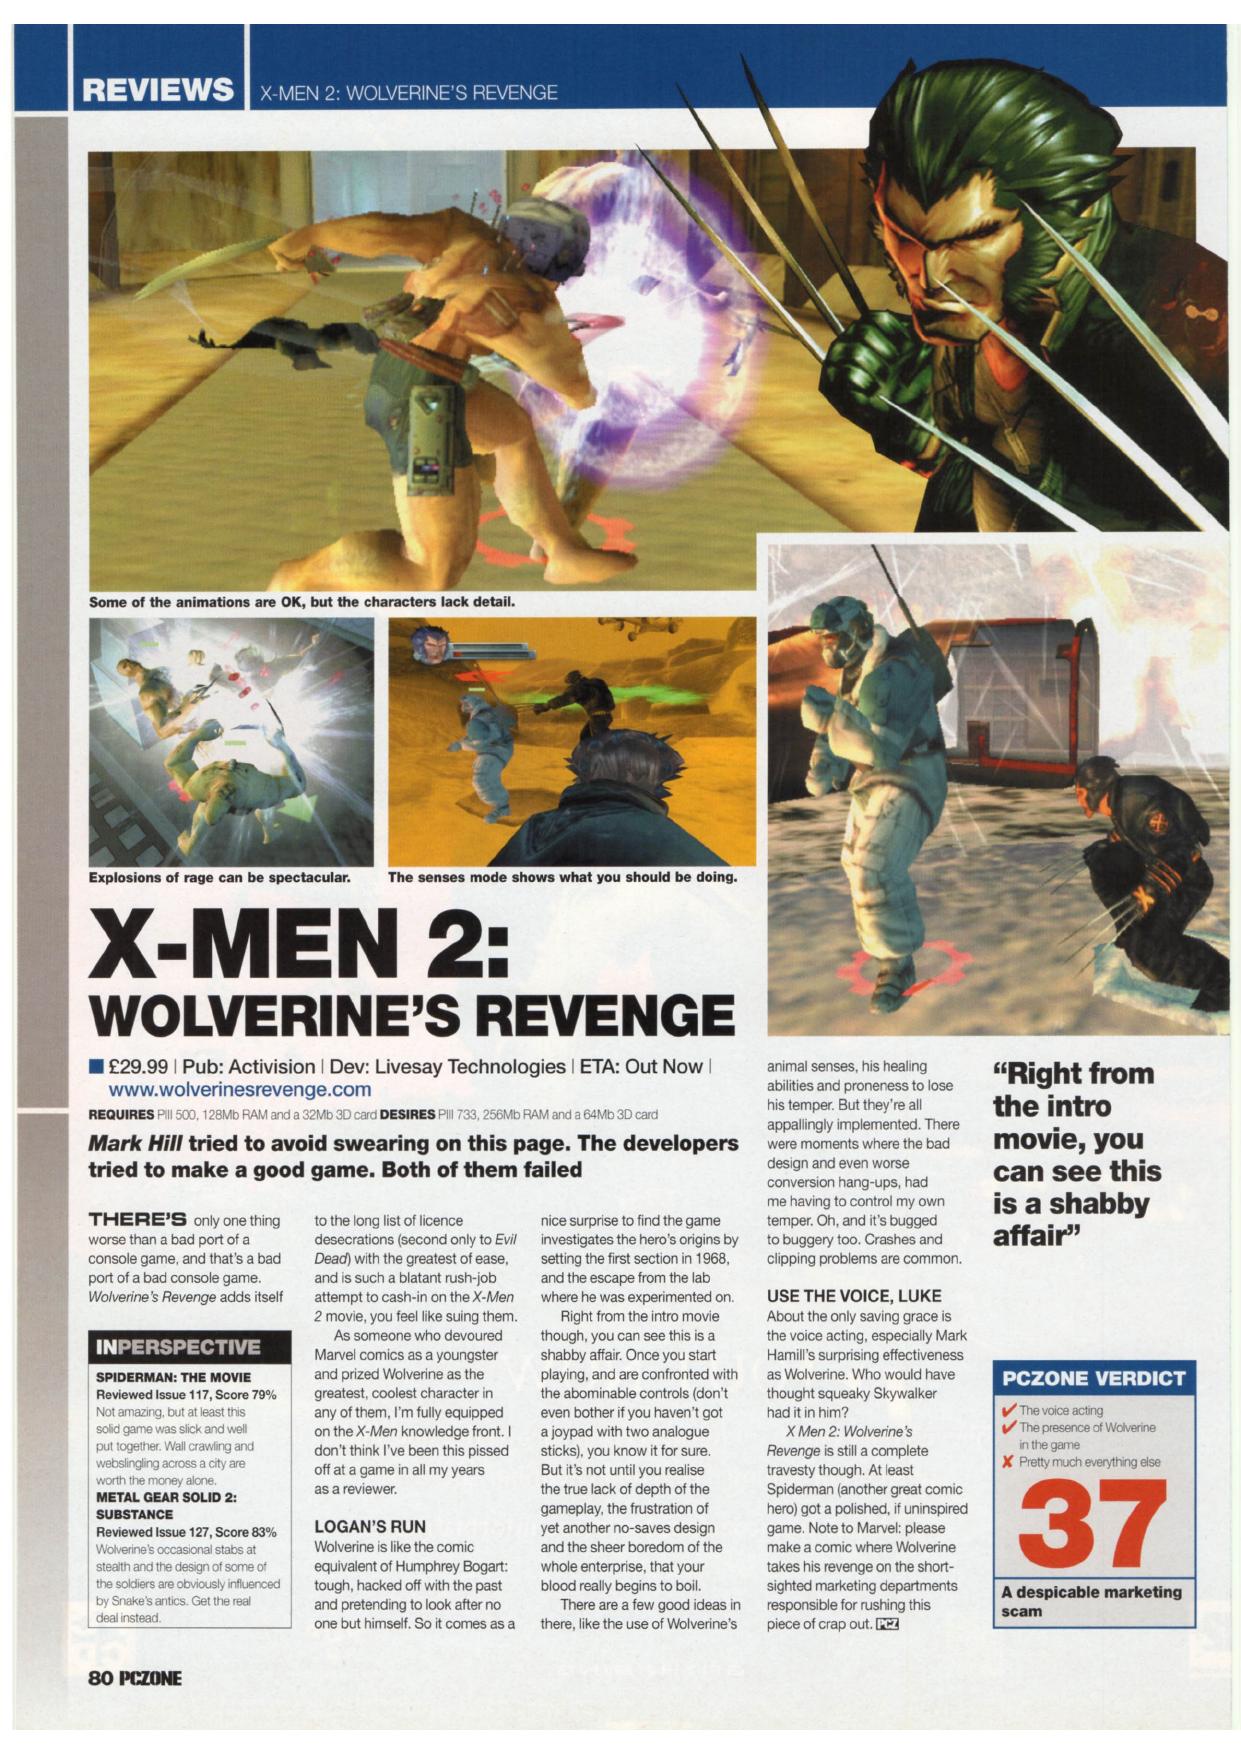 REVIEWS
X-MEN 2: WOLVERINE'S REVENGE
Some of the animations are OK, but the characters lack detail.
Explosions of rage can be spectacular.
The senses mode shows what you should be doing.
X-MEN 2:
WOLVERINE'S REVENGE
£29.99 | Pub: Activision | Dev: Livesay Technologies | ETA: Out Now |
www.wolverinesrevenge.com
REQUIRES PIII 500, 128Mb RAM and a 32Mb 3D card DESIRES PIII 733, 256Mb RAM and a 64Mb 3D card
Mark Hill tried to avoid swearing on this page. The developers
tried to make a good game. Both of them failed
THERE'S only one thing
worse than a bad port of a
console game, and that's a bad
port of a bad console game.
Wolverine's Revenge adds itself
to the long list of licence
desecrations (second only to Evil
Dead) with the greatest of ease,
and is such a blatant rush-job
attempt to cash-in on the X-Men
2 movie, you feel like suing them.
As someone who devoured
Marvel comics as a youngster
and prized Wolverine as the
greatest, coolest character in
any of them, I'm fully equipped
on the X-Men knowledge front. I
don't think I've been this pissed
off at a game in all my years
as a reviewer.
LOGAN'S RUN
Wolverine is like the comic
equivalent of Humphrey Bogart:
tough, hacked off with the past
and pretending to look after no
one but himself. So it comes as a
nice surprise to find the game
investigates the hero's origins by
setting the first section in 1968,
and the escape from the lab
where he was experimented on.
Right from the intro movie
though, you can see this is a
shabby affair. Once you start
playing, and are confronted with
the abominable controls (don't
even bother if you haven't got
a joypad with two analogue
sticks), you know it for sure.
But it's not until you realise
the true lack of depth of the
gameplay, the frustration of
yet another no-saves design
and the sheer boredom of the
whole enterprise, that your
blood really begins to boil.
There are a few good ideas in
there, like the use of Wolverine's
animal senses, his healing
abilities and proneness to lose
his temper. But they're all
appallingly implemented. There
were moments where the bad
design and even worse
conversion hang-ups, had
me having to control my own
temper. Oh, and it's bugged
to buggery too. Crashes and
clipping problems are common.
USE THE VOICE, LUKE
About the only saving grace is
the voice acting, especially Mark
Hamill's surprising effectiveness
as Wolverine. Who would have
thought squeaky Skywalker
had it in him?
X Men 2: Wolverine's
Revenge is still a complete
travesty though. At least
Spiderman (another great comic
hero) got a polished, if uninspired
game. Note to Marvel: please
make a comic where Wolverine
takes his revenge on the short-
sighted marketing departments
responsible for rushing this
piece of crap out. PCZ
"Right from
the intro
movie, you
can see this
is a shabby
affair"
INPERSPECTIVE
SPIDERMAN: THE MOVIE
Reviewed Issue 117, Score 79%
Not amazing, but at least this
solid game was slick and well
put together. Wall crawling and
webslinging across a city are
worth the money alone.
METAL GEAR SOLID 2:
SUBSTANCE
Reviewed Issue 127, Score 83%
Wolverine's occasional stabs at
stealth and the design of some of
the soldiers are obviously influenced
by Snake's antics. Get the real
deal instead.
PCZONE VERDICT
✓ The voice acting
✓ The presence of Wolverine
in the game
✗ Pretty much everything else
37
A despicable marketing
scam
80 PCZONE